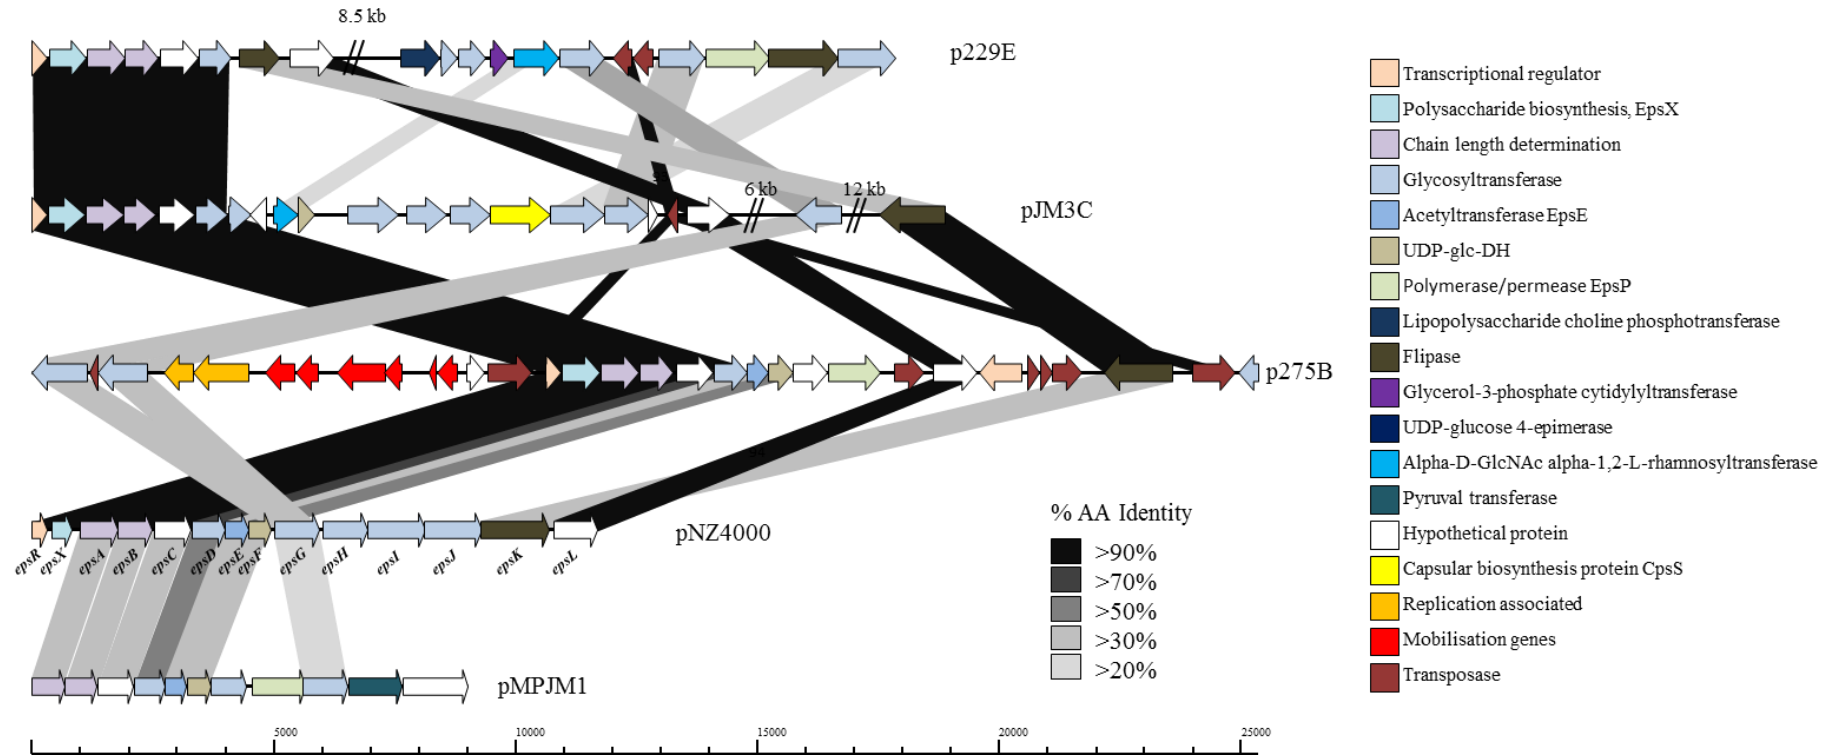 8.5 kb
p229E
6 kb
12 kb
pJM3C
p275B
94
pNZ4000
epsR
epsX
epsA
epsB
epsC
epsD
epsE
epsF
epsG
epsH
epsI
epsJ
epsK
epsL
pMPJM1
% AA Identity
>90%
>70%
>50%
>30%
>20%
Transcriptional regulator
Polysaccharide biosynthesis, EpsX
Chain length determination
Glycosyltransferase
Acetyltransferase EpsE
UDP-glc-DH
Polymerase/permease EpsP
Lipopolysaccharide choline phosphotransferase
Flipase
Glycerol-3-phosphate cytidylyltransferase
UDP-glucose 4-epimerase
Alpha-D-GlcNAc alpha-1,2-L-rhamnosyltransferase
Pyruval transferase
Hypothetical protein
Capsular biosynthesis protein CpsS
Replication associated
Mobilisation genes
Transposase
5000
10000
15000
20000
25000